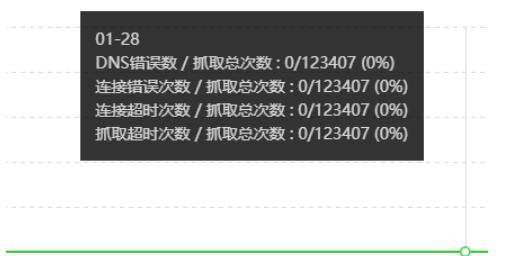 01-28
DNS错误数 / 抓取总次数 : 0/123407 (0%)
连接错误次数 / 抓取总次数 : 0/123407 (0%)
连接超时次数 / 抓取总次数 : 0/123407 (0%)
抓取超时次数 / 抓取总次数 : 0/123407 (0%)